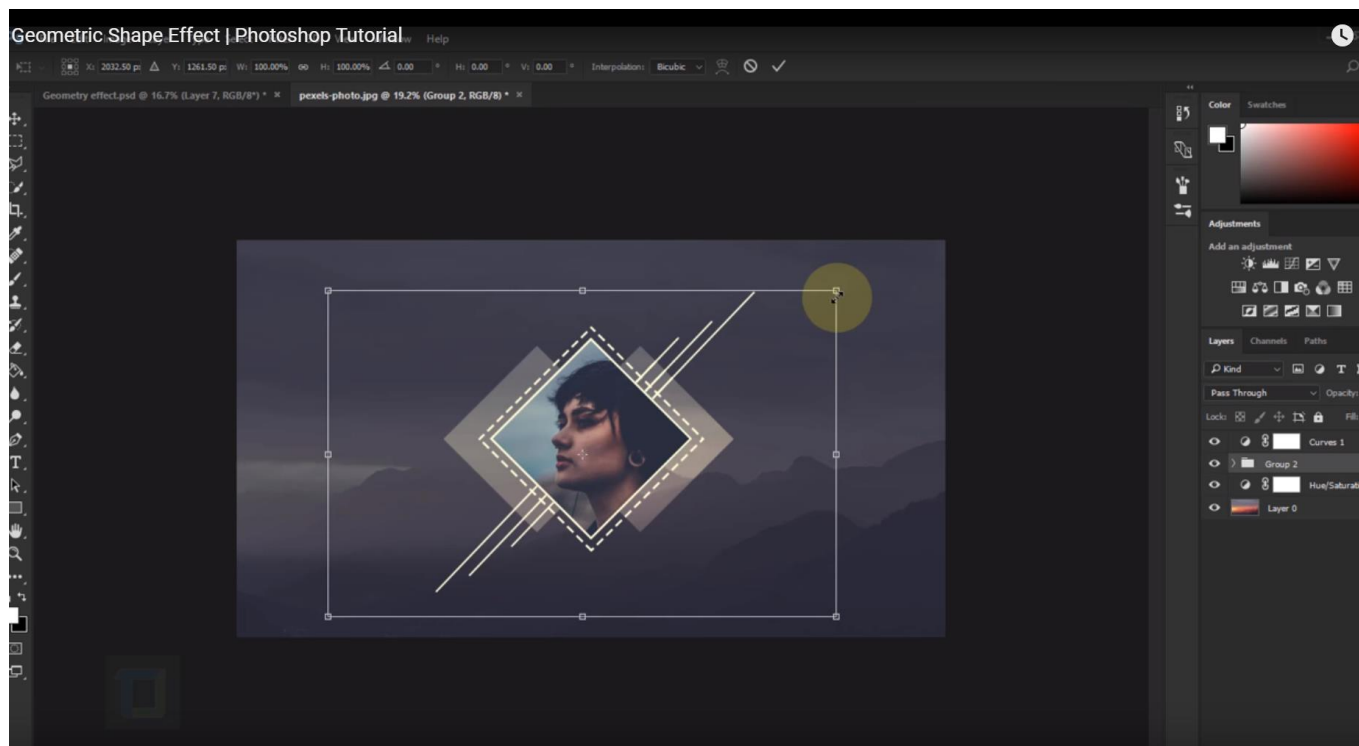 Geometric Shape Effect | Photoshop Tutorial
Help
X: 2032.50 p: Y: 1261.50 p: W: 100.00% H: 100.00% 0.00 ° H: 0.00 ° V: 0.00 ° Interpolation: Bicubic
Geometry effect.psd @ 16.7% (Layer 7, RGB/8*) * × pexels-photo.jpg @ 19.2% (Group 2, RGB/8) * ×
Color Swatches
Adjustments
Add an adjustment
Layers Channels Paths
Kind
Pass Through Opacity:
Lock: Fill:
Curves 1
Group 2
Hue/Saturati
Layer 0